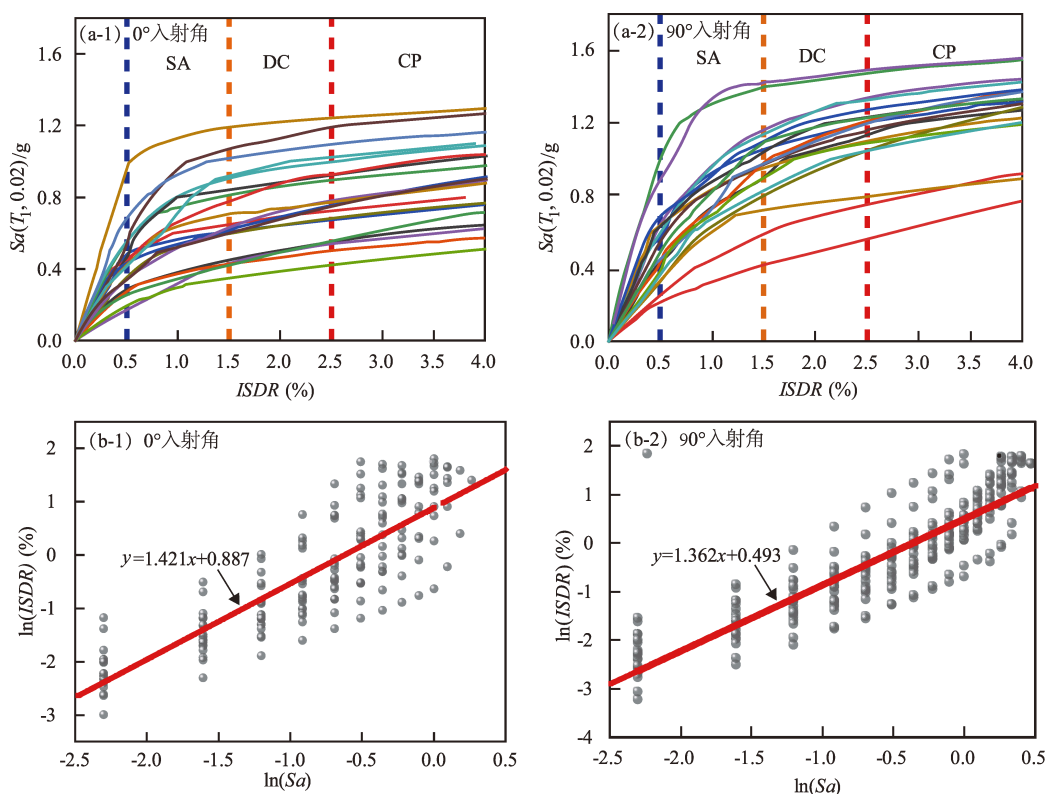 (a-1) 0°入射角
SA
DC
CP
1.6
1.2
0.8
0.4
0.0
Sa(T1, 0.02)/g
0.0 0.5 1.0 1.5 2.0 2.5 3.0 3.5 4.0
ISDR (%)
(a-2) 90°入射角
SA
DC
CP
1.6
1.2
0.8
0.4
0.0
Sa(T1, 0.02)/g
0.0 0.5 1.0 1.5 2.0 2.5 3.0 3.5 4.0
ISDR (%)
(b-1) 0°入射角
2
1
0
-1
-2
-3
ln(ISDR) (%)
y=1.421x+0.887
-2.5 -2.0 -1.5 -1.0 -0.5 0.0 0.5
ln(Sa)
(b-2) 90°入射角
2
1
0
-1
-2
-3
-4
ln(ISDR) (%)
y=1.362x+0.493
-2.5 -2.0 -1.5 -1.0 -0.5 0.0 0.5
ln(Sa)